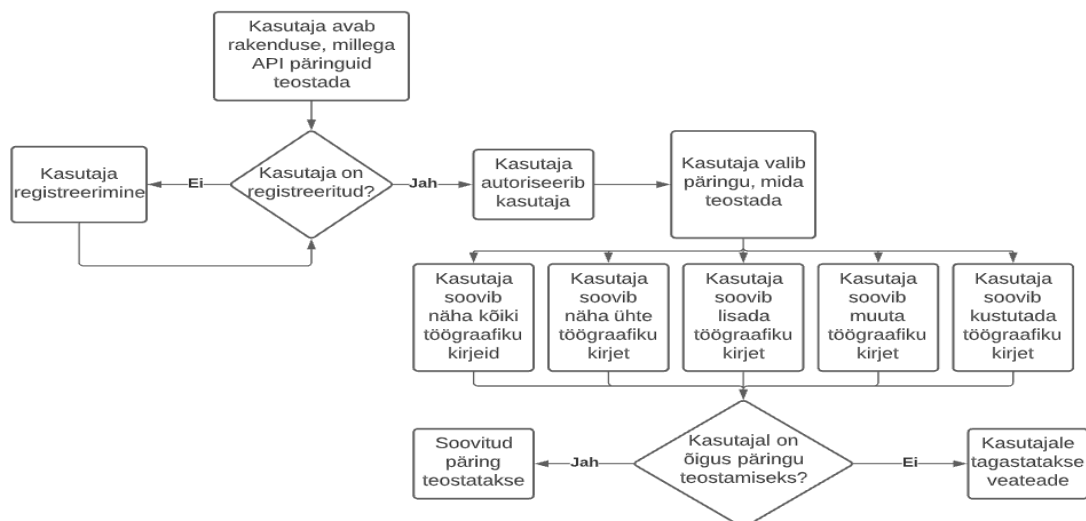 Kasutaja avab
rakenduse, millega
API päringuid
teostada
Kasutaja
registreerimine
Ei
Kasutaja on
registreeritud?
Jah
Kasutaja
autoriseerib
kasutaja
Kasutaja valib
päringu, mida
teostada
Kasutaja
soovib
näha kõiki
töögraafiku
kirjeid
Kasutaja
soovib
näha ühte
töögraafiku
kirjet
Kasutaja
soovib
lisada
töögraafiku
kirjet
Kasutaja
soovib
muuta
töögraafiku
kirjet
Kasutaja
soovib
kustutada
töögraafiku
kirjet
Soovitud
päring
teostatakse
Jah
Kasutajal on
õigus päringu
teostamiseks?
Ei
Kasutajale
tagastatakse
veateade